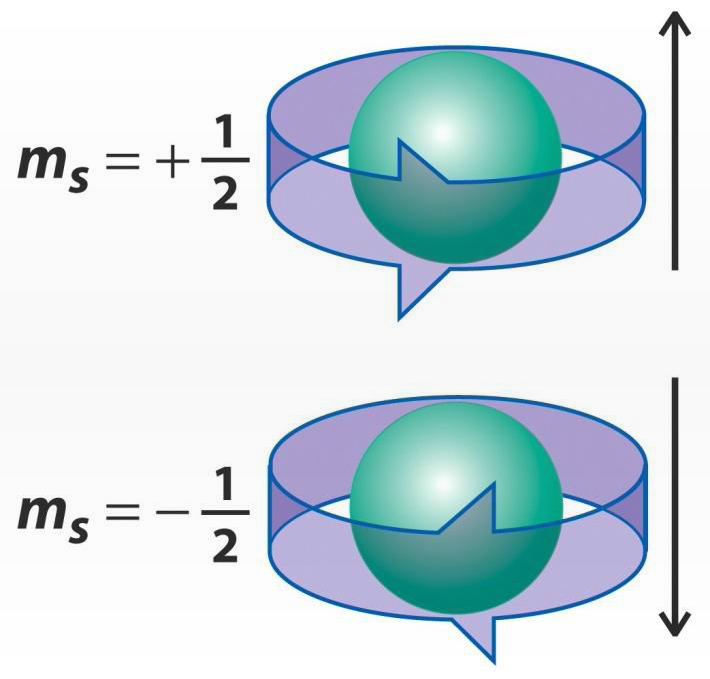 mₛ = + 1/2
mₛ = − 1/2